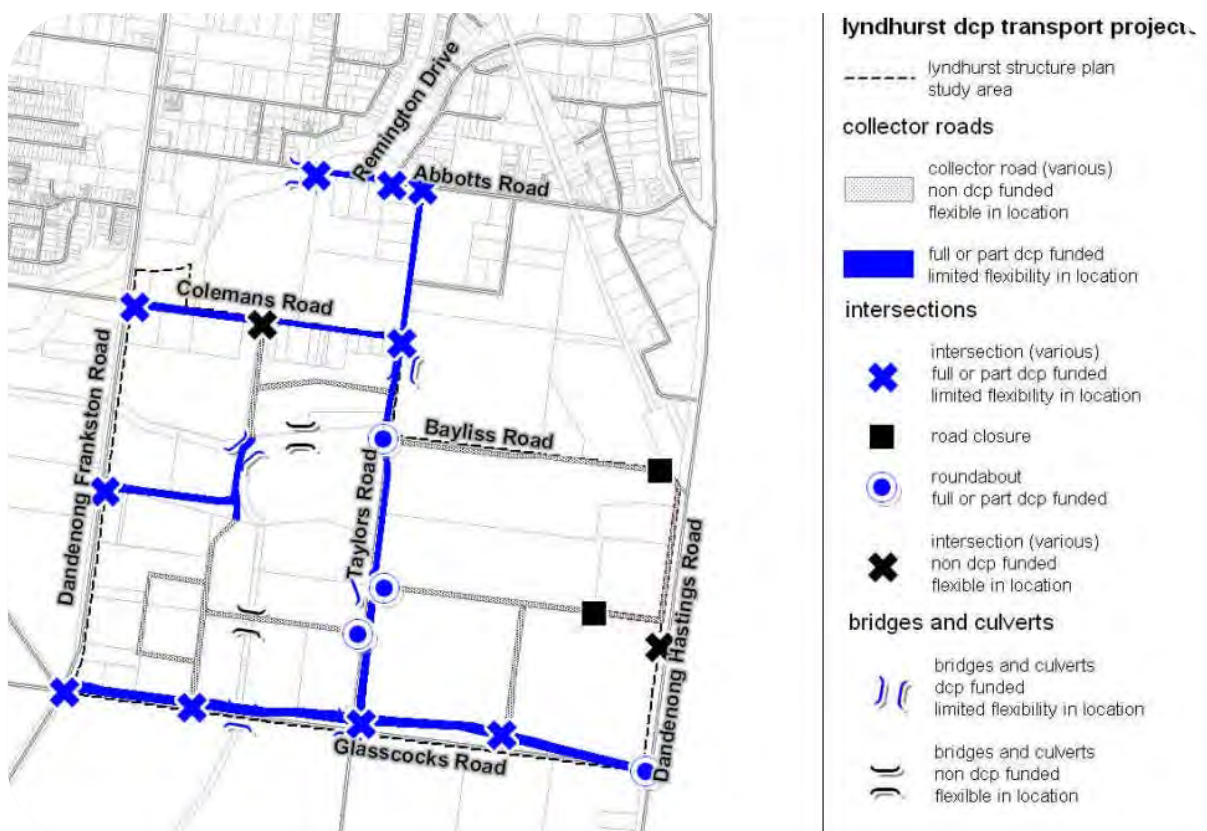 Remington Drive
Abbotts Road
Colemans Road
Dandenong Frankston Road
Bayliss Road
Taylors Road
Dandenong Hastings Road
Glasscocks Road
lyndhurst dcp transport
lyndhurst structure plan
study area
collector roads
collector road (various)
non dcp funded
flexible in location
full or part dcp funded
limited flexibility in location
intersections
intersection (various)
full or part dcp funded
limited flexibility in location
road closure
roundabout
full or part dcp funded
intersection (various)
non dcp funded
flexible in location
bridges and culverts
bridges and culverts
dcp funded
limited flexibility in location
bridges and culverts
non dcp funded
flexilble in location